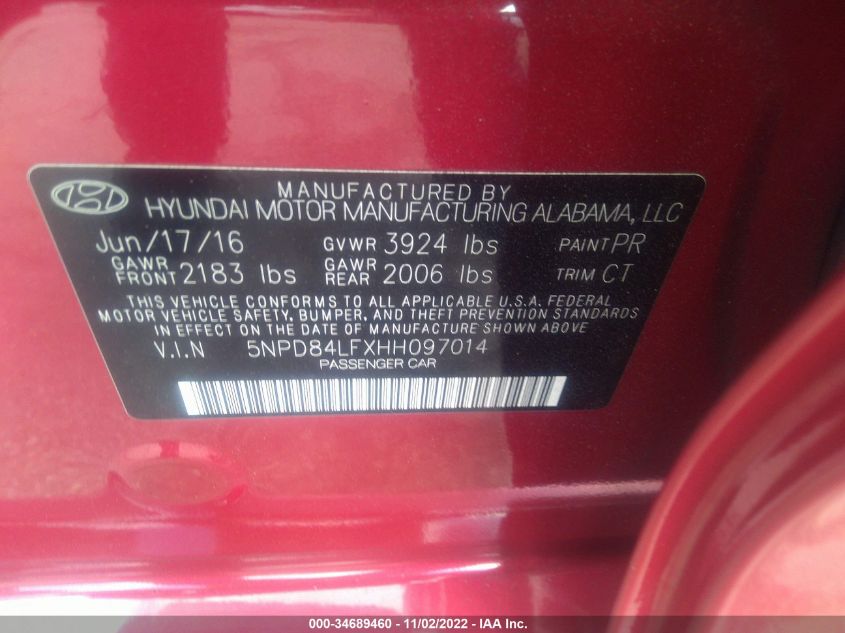 MANUFACTURED BY
HYUNDAI MOTOR MANUFACTURING ALABAMA, LLC
Jun/17/16 GVWR 3924 lbs PAINT PR
GAWR FRONT 2183 lbs GAWR REAR 2006 lbs TRIM CT
THIS VEHICLE CONFORMS TO ALL APPLICABLE U.S.A. FEDERAL
MOTOR VEHICLE SAFETY, BUMPER, AND THEFT PREVENTION STANDARDS
IN EFFECT ON THE DATE OF MANUFACTURE SHOWN ABOVE
V.I.N 5NPD84LFXHH097014
PASSENGER CAR
000-34689460 - 11/02/2022 - IAA Inc.